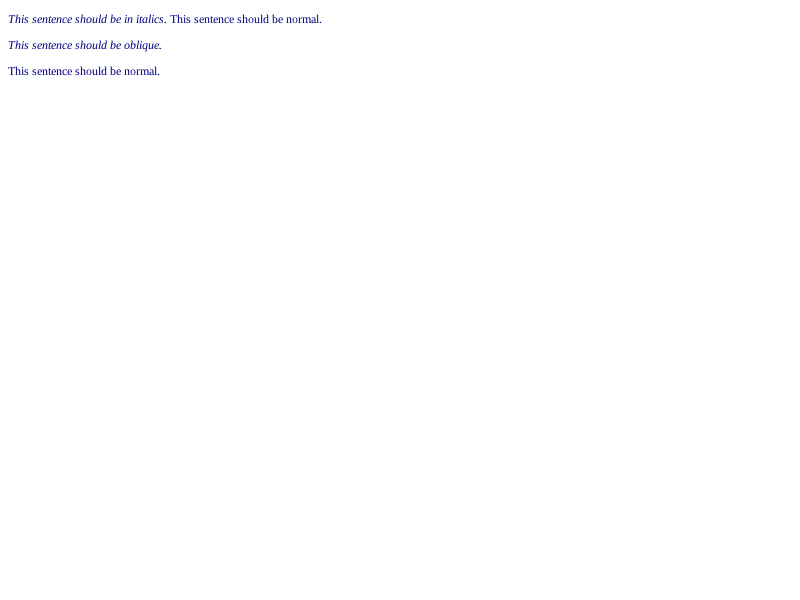 This sentence should be in italics. This sentence should be normal.
This sentence should be oblique.
This sentence should be normal.